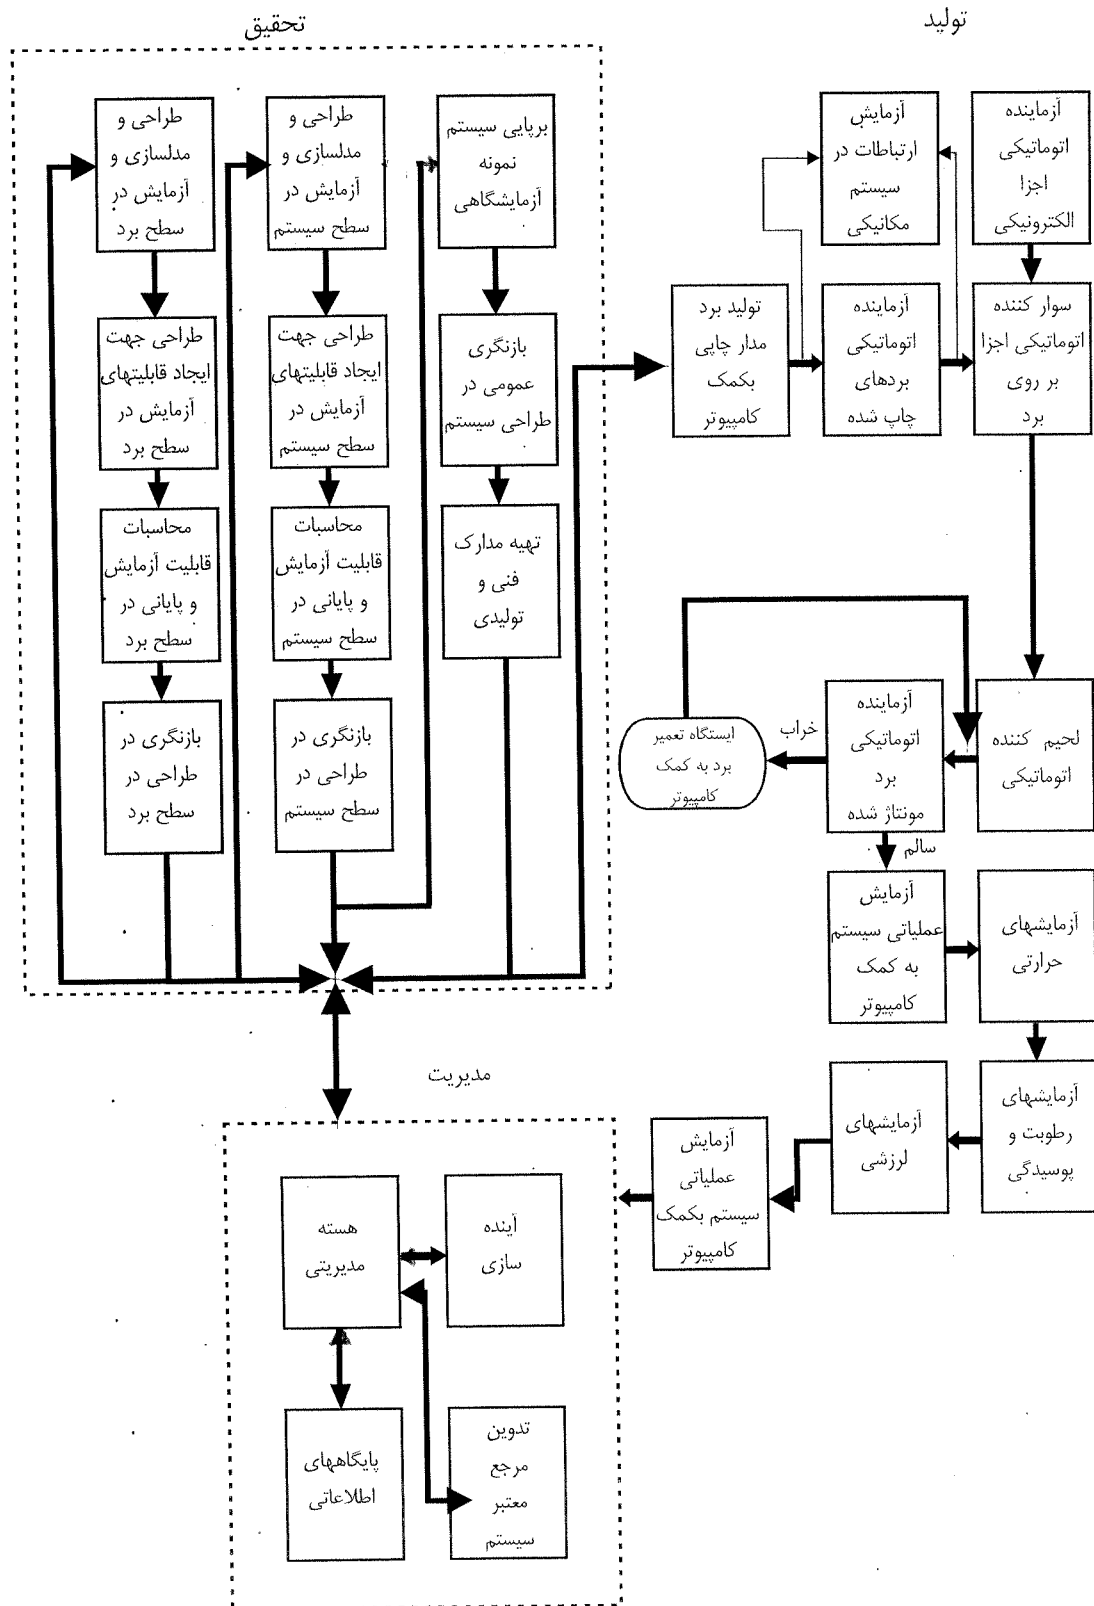 تحقیق
تولید
طراحی و
مدلسازی و
آزمایش در
سطح برد
طراحی جهت
ایجاد قابلیتهای
آزمایش در
سطح برد
محاسبات
قابلیت آزمایش
و پایانی در
سطح برد
بازنگری در
طراحی در
سطح برد
طراحی و
مدلسازی و
آزمایش در
سطح سیستم
طراحی جهت
ایجاد قابلیتهای
آزمایش در
سطح سیستم
محاسبات
قابلیت آزمایش
و پایانی در
سطح سیستم
بازنگری در
طراحی در
سطح سیستم
برپایی سیستم
نمونه
آزمایشگاهی
بازنگری
عمومی در
طراحی سیستم
تهیه مدارک
فنی و
تولیدی
آزمایش
ارتباطات در
سیستم
مکانیکی
آزماینده
اتوماتیکی
اجزا
الکترونیکی
تولید برد
مدار چاپی
بکمک
کامپیوتر
آزماینده
اتوماتیکی
بردهای
چاپ شده
سوار کننده
اتوماتیکی اجزا
بر روی
برد
لحیم کننده
اتوماتیکی
آزماینده
اتوماتیکی
برد
مونتاژ شده
خراب
ایستگاه تعمیر
برد به کمک
کامپیوتر
سالم
آزمایش
عملیاتی سیستم
به کمک
کامپیوتر
آزمایشهای
حرارتی
آزمایشهای
رطوبت و
پوسیدگی
آزمایشهای
لرزشی
آزمایش
عملیاتی
سیستم بکمک
کامپیوتر
مدیریت
هسته
مدیریتی
آینده
سازی
پایگاههای
اطلاعاتی
تدوین
مرجع
معتبر
سیستم